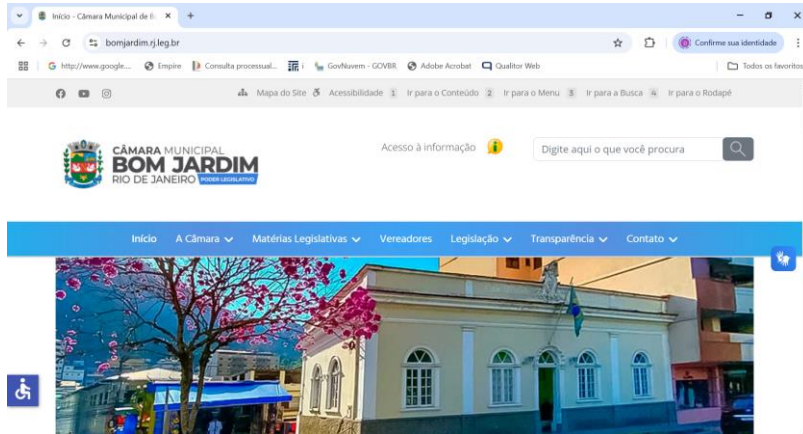 Início - Câmara Municipal de B
bomjardim.rj.leg.br
Confirme sua identidade
http://www.google...
Empire
Consulta processual...
i
GovNuvem - GOVBR
Adobe Acrobat
Qualitor Web
Todos os favoritos
Mapa do Site
Acessibilidade 1
Ir para o Conteúdo 2
Ir para o Menu 3
Ir para a Busca 4
Ir para o Rodapé
CÂMARA MUNICIPAL
BOM JARDIM
RIO DE JANEIRO PODER LEGISLATIVO
Acesso à informação
Digite aqui o que você procura
Início
A Câmara
Matérias Legislativas
Vereadores
Legislação
Transparência
Contato